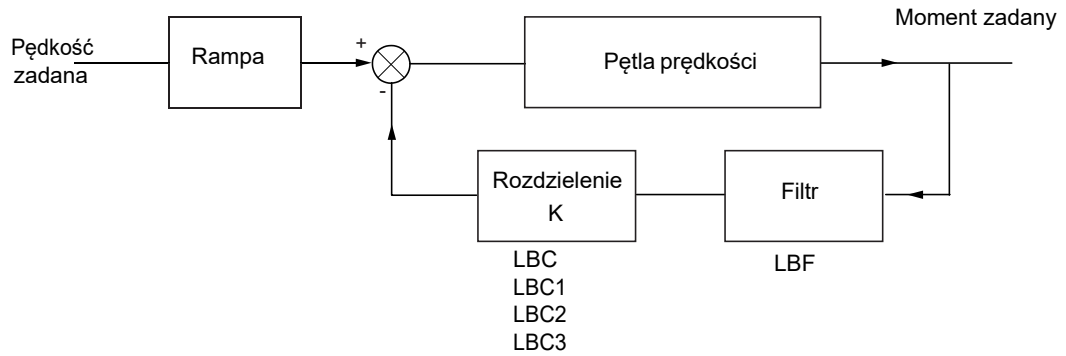 Moment zadany
Pędkość
zadana
Rampa
+
-
Pętla prędkości
Rozdzielenie
K
Filtr
LBC
LBC1
LBC2
LBC3
LBF